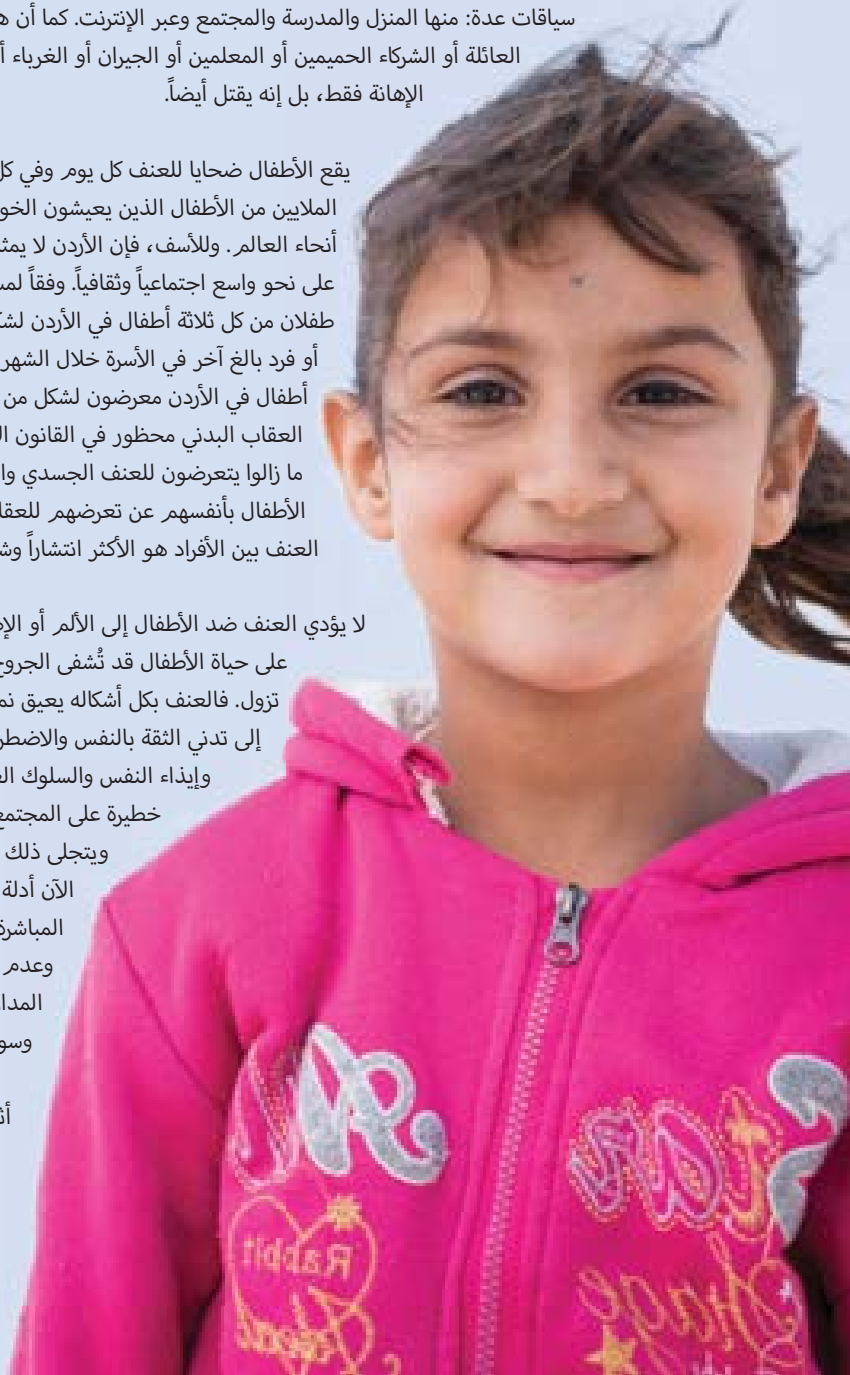 سياقات عدة: منها المنزل والمدرسة والمجتمع وعبر الإنترنت. كما أن ه
العائلة أو الشركاء الحميمين أو المعلمين أو الجيران أو الغرباء أ
الإهانة فقط، بل إنه يقتل أيضاً.
يقع الأطفال ضحايا للعنف كل يوم وفي كل
الملايين من الأطفال الذين يعيشون الخو
أنحاء العالم. وللأسف، فإن الأردن لا يمث
على نحو واسع اجتماعياً وثقافياً. وفقاً لمس
طفلان من كل ثلاثة أطفال في الأردن لشك
أو فرد بالغ آخر في الأسرة خلال الشهر
أطفال في الأردن معرضون لشكل من
العقاب البدني محظور في القانون ال
ما زالوا يتعرضون للعنف الجسدي وا
الأطفال بأنفسهم عن تعرضهم للعقا
العنف بين الأفراد هو الأكثر انتشاراً وش
لا يؤدي العنف ضد الأطفال إلى الألم أو الإ
على حياة الأطفال قد تُشفى الجروح
تزول. فالعنف بكل أشكاله يعيق نم
إلى تدني الثقة بالنفس والاضطر
وإيذاء النفس والسلوك الع
خطيرة على المجتمع
ويتجلى ذلك
الآن أدلة
المباشرة
وعدم
المدار
وسو
أث
Rabbit